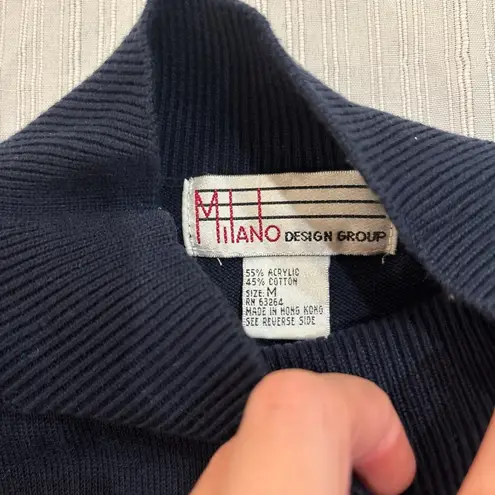 MILANO DESIGN GROUP
55% ACRYLIC
45% COTTON
SIZE: M
RN 63264
MADE IN HONG KONG
SEE REVERSE SIDE